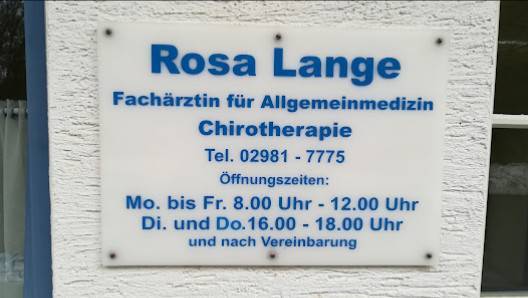 Rosa Lange
Fachärztin für Allgemeinmedizin
Chirotherapie
Tel. 02981 - 7775
Öffnungszeiten:
Mo. bis Fr. 8.00 Uhr - 12.00 Uhr
Di. und Do.16.00 - 18.00 Uhr
und nach Vereinbarung